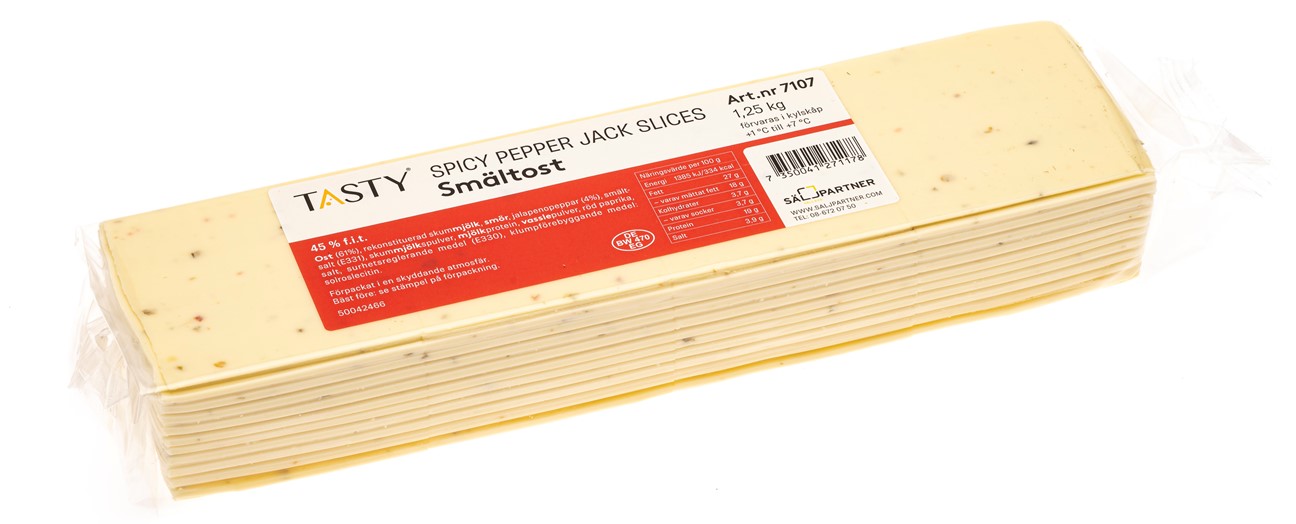 TASTY
SPICY PEPPER JACK SLICES
Smältost
Art.nr 7107
1,25 kg
förvaras i kylskåp
+1 °C till +7 °C
45 % f.i.t.
Ost (61%), rekonstituerad skummjölk, smör, jalapenopeppar (4%), smält-
salt (E331), skummjölkspulver, mjölkprotein, vasslepulver, röd paprika,
salt, surhetsreglerande medel (E330), klumpförebyggande medel,
solroslecitin.
Förpackat i en skyddande atmosfär.
Bäst före: se stämpel på förpackning.
50042466
Näringsvärde per 100 g
Energi 1385 kJ/334 kcal
Fett 27 g
– varav mättat fett 18 g
Kolhydrater 3,7 g
– varav socker 3,7 g
Protein 19 g
Salt 3,9 g
DE
BW 470
EG
7 350041 271178
SÄLJPARTNER
WWW.SALJPARTNER.COM
TEL: 08-672 07 50